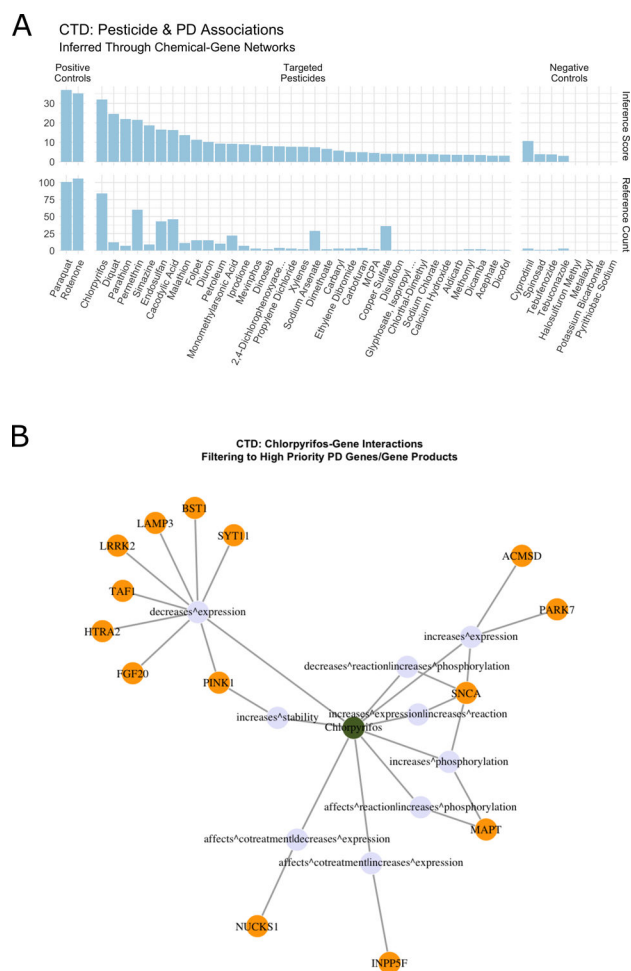 A
CTD: Pesticide & PD Associations
Inferred Through Chemical-Gene Networks
Positive
Controls
Targeted
Pesticides
Negative
Controls
30
20
10
0
Inference Score
100
75
50
25
0
Reference Count
Paraquat
Rotenone
Chlorpyrifos
Diquat
Parathion
Permethrin
Simazine
Endosulfan
Cacodylic Acid
Malathion
Folpet
Diuron
Petroleum
Monomethylarsonic Acid
Iprodione
Mevinphos
Dinoseb
2,4-Dichlorophenoxyace...
Xylenes
Propylene Dichloride
Sodium Arsenate
Dimethoate
Carbaryl
Ethylene Dibromide
Carbofuran
MCPA
Copper Sulfate
Disulfoton
Glyphosate, Isopropyl ...
Chlorthal-Dimethyl
Sodium Chlorate
Calcium Hydroxide
Aldicarb
Methomyl
Dicamba
Acephate
Dicofol
Cyprodinil
Spinosad
Tebufenozide
Tebuconazole
Halosulfuron Methyl
Metalaxyl
Potassium Bicarbonate
Pyrithiobac Sodium
B
CTD: Chlorpyrifos-Gene Interactions
Filtering to High Priority PD Genes/Gene Products
BST1
LAMP3
SYT11
LRRK2
ACMSD
TAF1
decreases^expression
PARK7
HTRA2
increases^expression
decreases^reaction|increases^phosphorylation
FGF20
PINK1
SNCA
increases^stability
increases^expression|increases^reaction
Chlorpyrifos
increases^phosphorylation
affects^reaction|increases^phosphorylation
MAPT
affects^cotreatment|decreases^expression
affects^cotreatment|increases^expression
NUCKS1
INPP5F